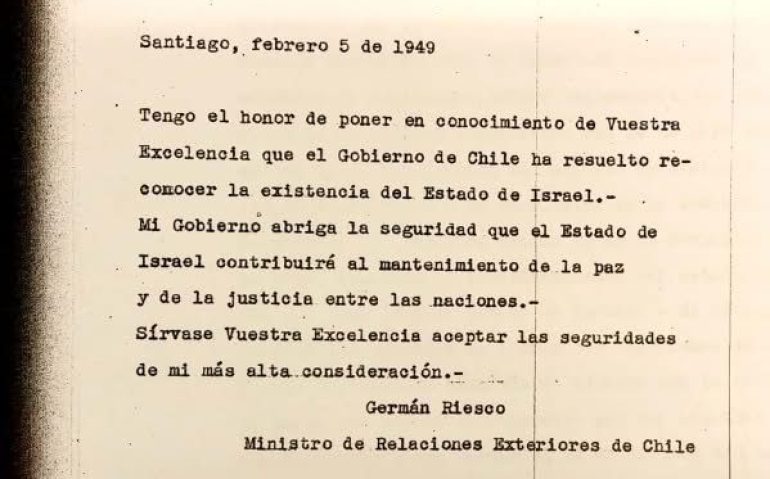 Santiago, febrero 5 de 1949
Tengo el honor de poner en conocimiento de Vuestra
Excelencia que el Gobierno de Chile ha resuelto re-
conocer la existencia del Estado de Israel.-
Mi Gobierno abriga la seguridad que el Estado de
Israel contribuirá al mantenimiento de la paz
y de la justicia entre las naciones.-
Sírvase Vuestra Excelencia aceptar las seguridades
de mi más alta consideración.-
Germán Riesco
Ministro de Relaciones Exteriores de Chile